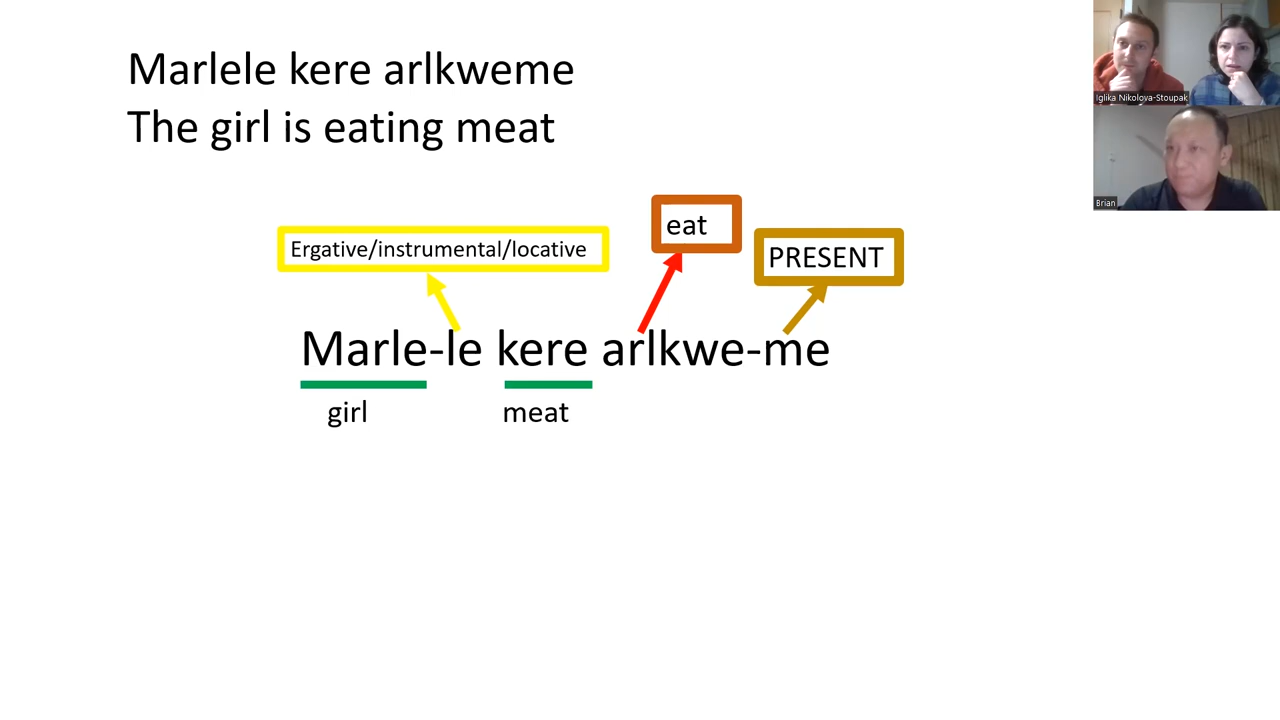 Marlele kere arlkweme
The girl is eating meat
eat
Ergative/instrumental/locative
PRESENT
Marle-le kere arlkwe-me
girl
meat
Iglika Nikolova-Stoupak
Brian